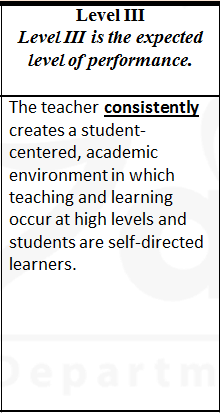 Level III
Level III is the expected
level of performance.
The teacher consistently
creates a student-
centered, academic
environment in which
teaching and learning
occur at high levels and
students are self-directed
learners.
Departm